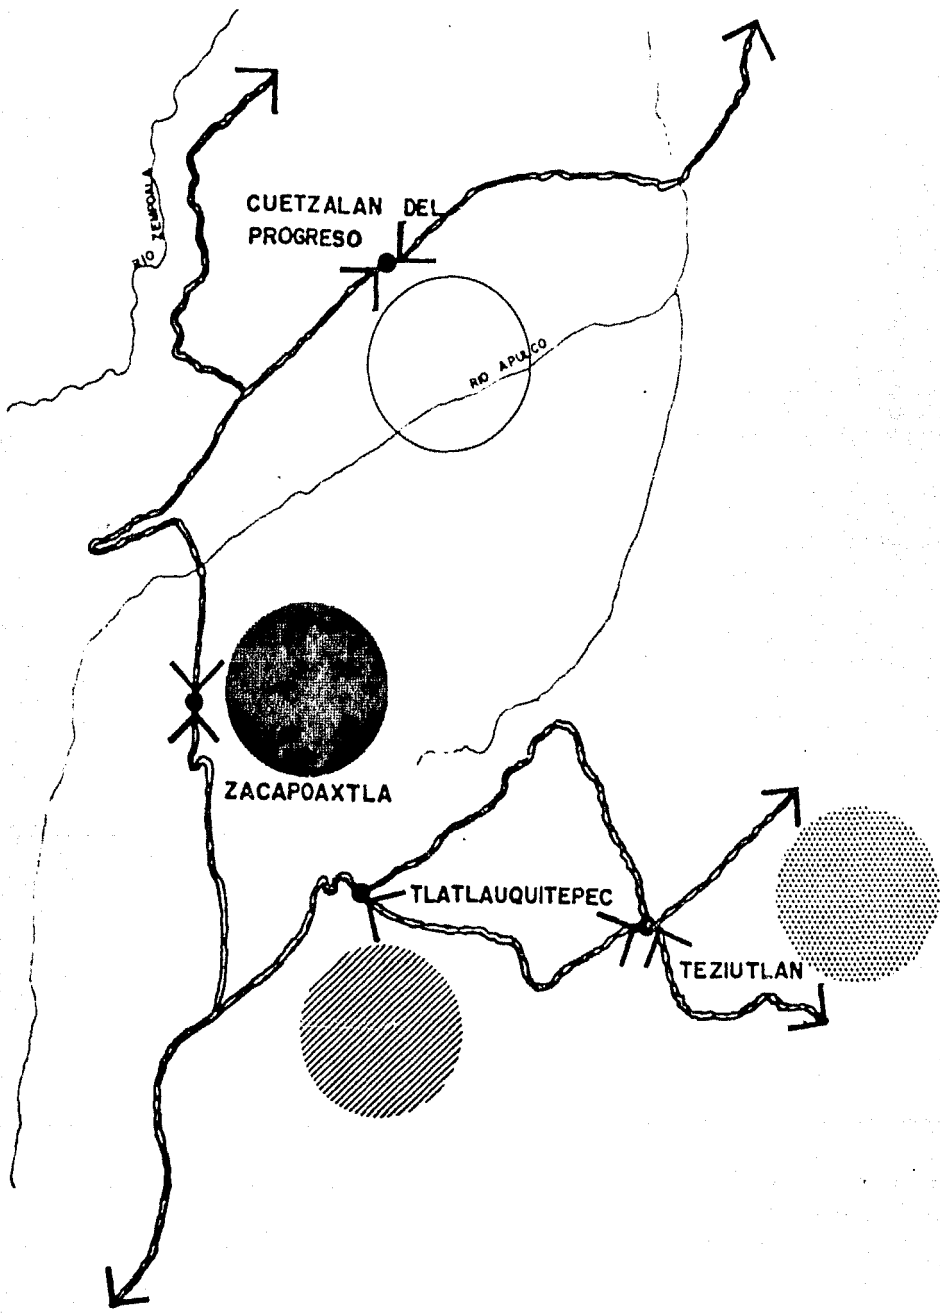 RIO ZEMPOALA
CUETZALAN DEL
PROGRESO
RIO APULCO
ZACAPOAXTLA
TLATLAUQUITEPEC
TEZIUTLAN